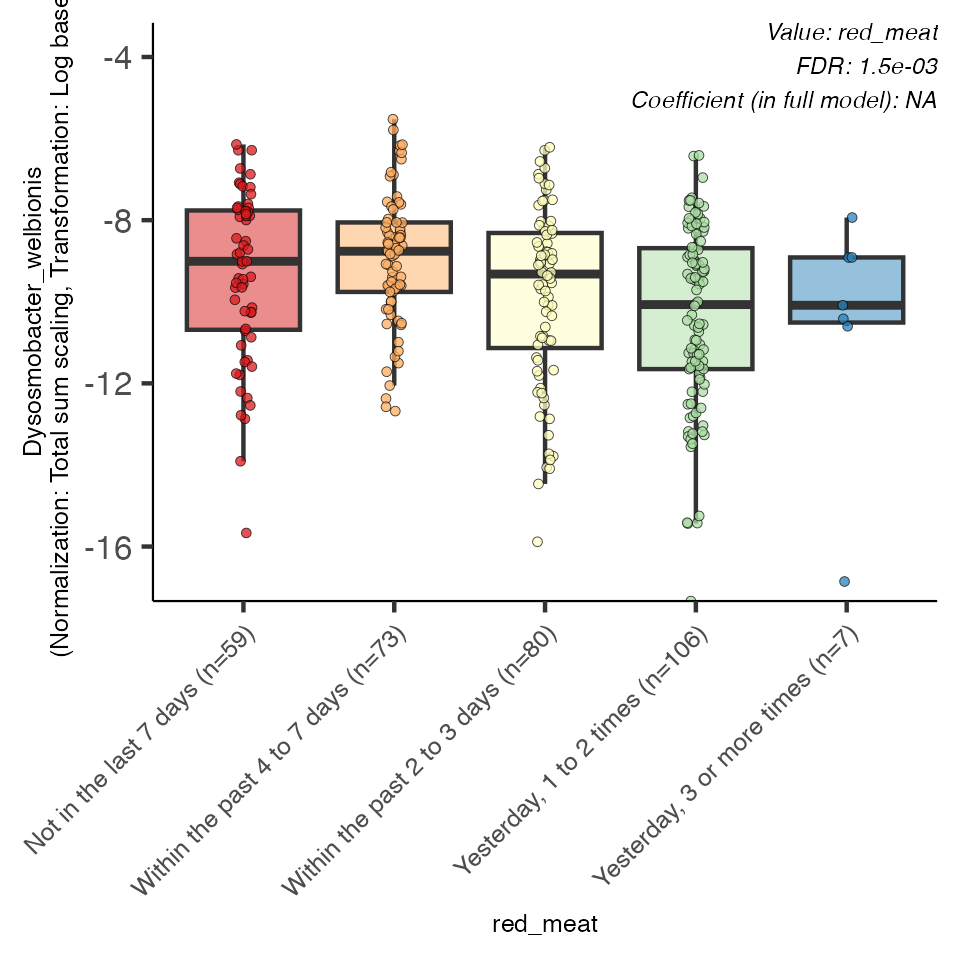 Value: red_meat
FDR: 1.5e-03
Coefficient (in full model): NA
Dysosmobacter_welbionis
(Normalization: Total sum scaling, Transformation: Log base
-4
-8
-12
-16
Not in the last 7 days (n=59)
Within the past 4 to 7 days (n=73)
Within the past 2 to 3 days (n=80)
Yesterday, 1 to 2 times (n=106)
Yesterday, 3 or more times (n=7)
red_meat